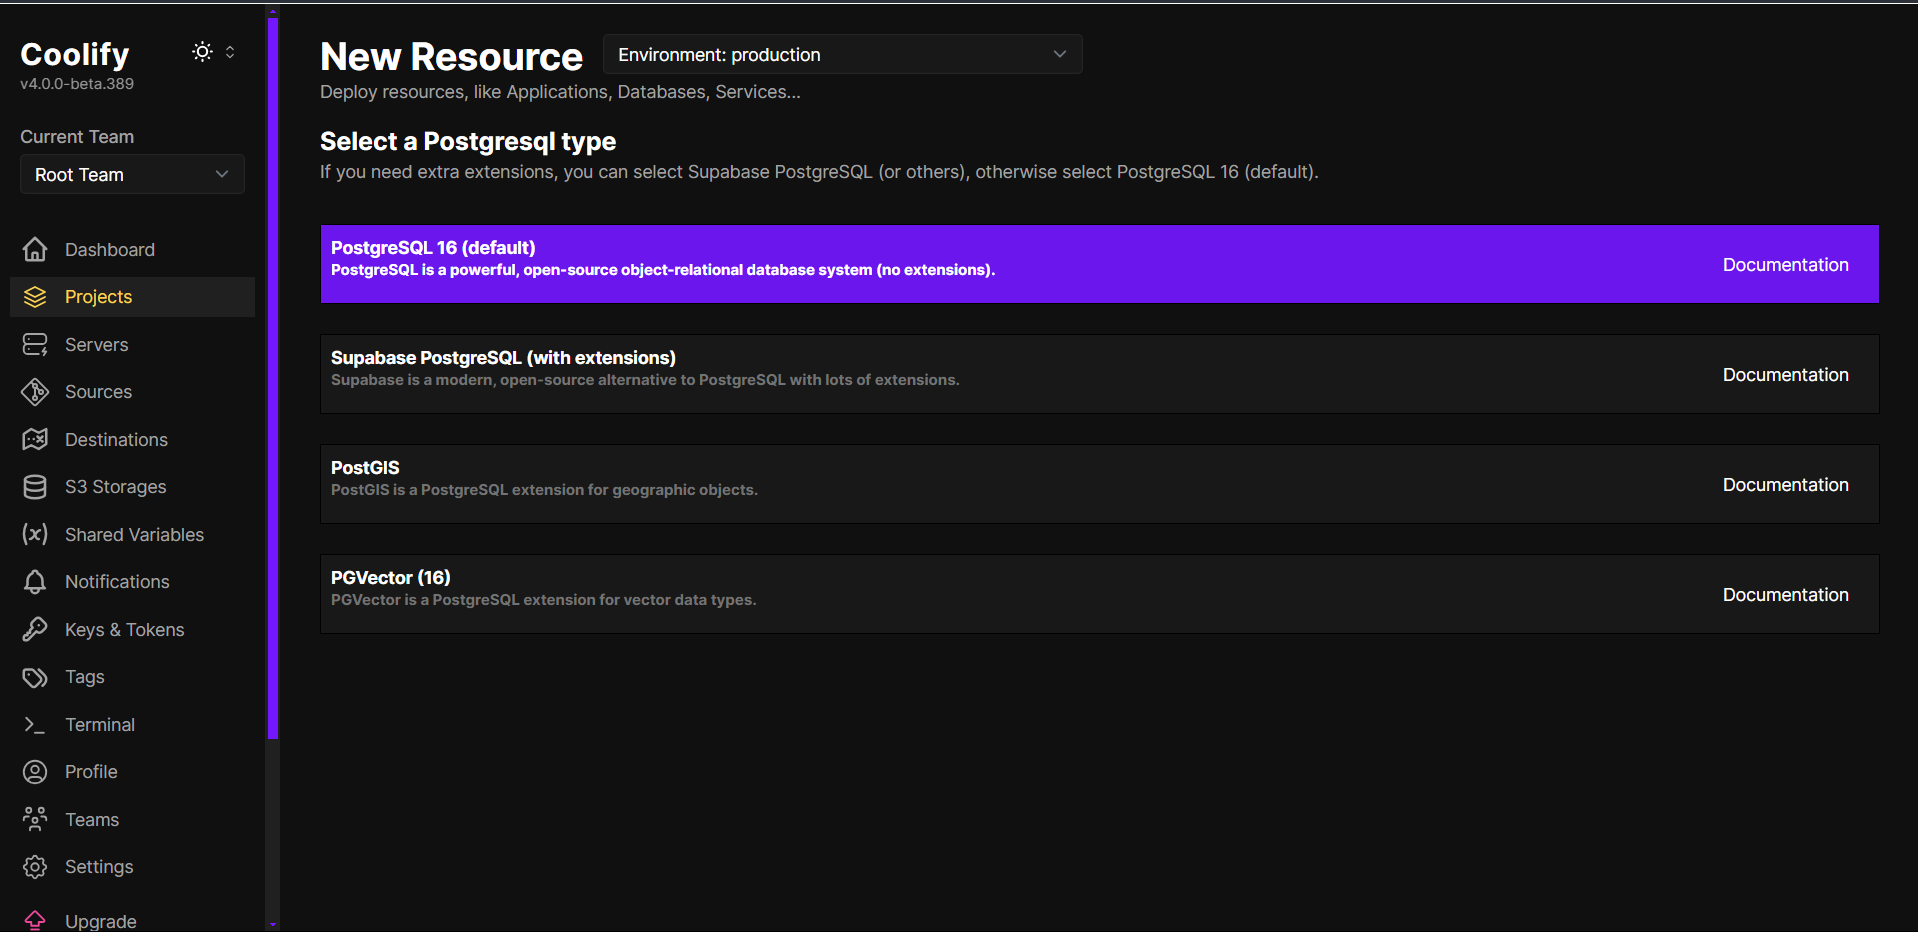 Coolify
v4.0.0-beta.389
Current Team
Root Team
Dashboard
Projects
Servers
Sources
Destinations
S3 Storages
Shared Variables
Notifications
Keys & Tokens
Tags
Terminal
Profile
Teams
Settings
Upgrade
New Resource
Environment: production
Deploy resources, like Applications, Databases, Services...
Select a Postgresql type
If you need extra extensions, you can select Supabase PostgreSQL (or others), otherwise select PostgreSQL 16 (default).
PostgreSQL 16 (default)
PostgreSQL is a powerful, open-source object-relational database system (no extensions).
Documentation
Supabase PostgreSQL (with extensions)
Supabase is a modern, open-source alternative to PostgreSQL with lots of extensions.
Documentation
PostGIS
PostGIS is a PostgreSQL extension for geographic objects.
Documentation
PGVector (16)
PGVector is a PostgreSQL extension for vector data types.
Documentation